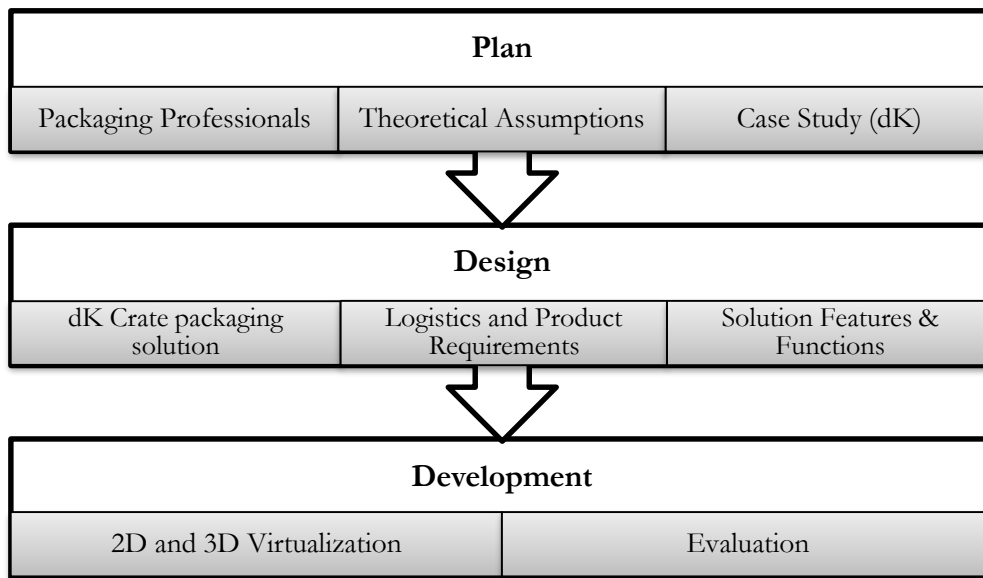 Plan
Packaging Professionals
Theoretical Assumptions
Case Study (dK)
Design
dK Crate packaging
solution
Logistics and Product
Requirements
Solution Features &
Functions
Development
2D and 3D Virtualization
Evaluation